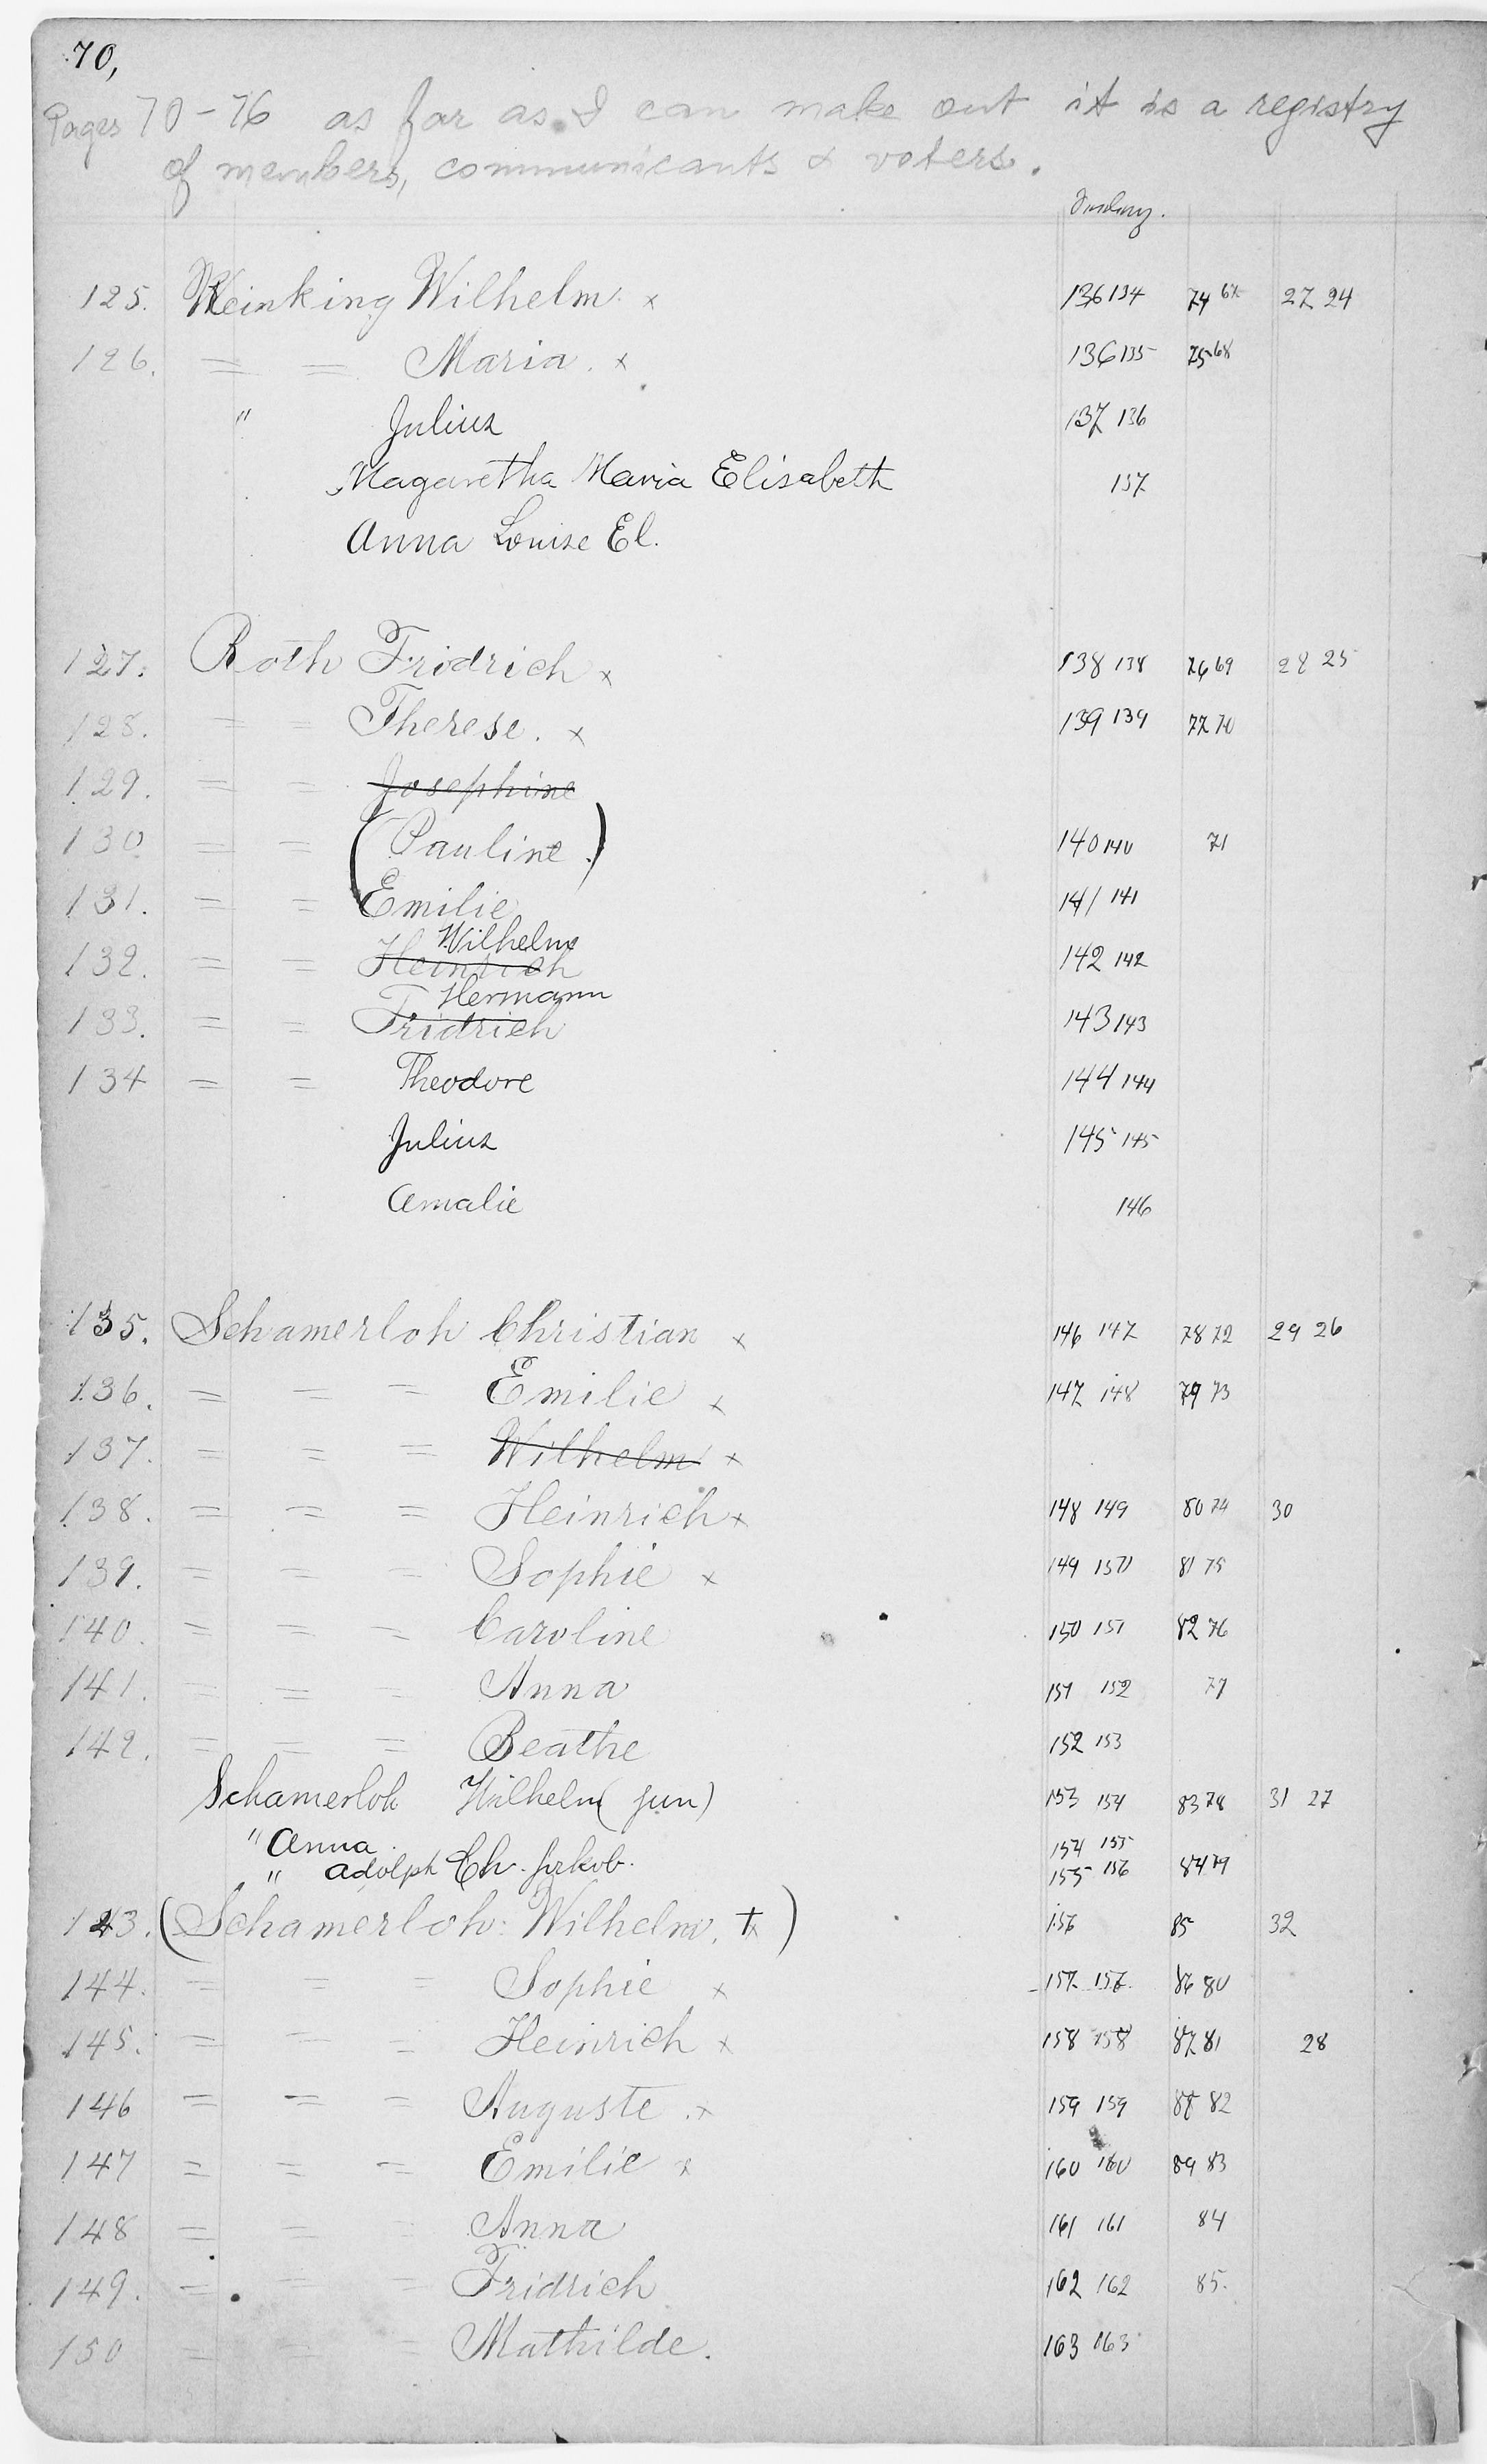 70,
Pages 70-76 as far as I can make out it is a registry
of members, communicants & voters.
125. Weinking Wilhelm. x 136 134 74 67 27 24
126. = = Maria. x 136 135 75 68
" Julius 137 136
Magaretha Maria Elisabeth 137
Anna Louise El.
127. Roth Fridrich x 138 138 76 69 28 25
128. = = Therese. x 139 139 77 70
129. = = Josephine
130 = = (Pauline.) 140 140 71
131. = = Emilie 141 141
Wilhelm
132. = = Heinrich 142 142
Hermann
133. = = Fridrich 143 143
134 = = Theodore 144 144
Julius 145 145
Amalie 146
135. Schamerloh Christian x 146 147 78 72 29 26
136. = = = Emilie x 147 148 79 73
137. = = = Wilhelm x
138. = = = Heinrich x 148 149 80 74 30
139. = = = Sophie x 149 150 81 75
140. = = = Caroline 150 151 82 76
141. = = = Anna 151 152 77
142. = = = Beathe 152 153
Schamerloh Wilhelm (jun) 153 154 83 78 31 27
" Anna 154 155
" Adolph Ch. Jakob. 155 156 84 79
143. (Schamerloh: Wilhelm. †) 156 85 32
144. = = = Sophie x 157 157 86 80
145. = = = Heinrich x 158 158 87 81 28
146 = = = Auguste. x 159 159 88 82
147 = = = Emilie x 160 160 89 83
148 = = = Anna 161 161 84
149. = = = Fridrich 162 162 85.
150 = = = Mathilde. 163 163